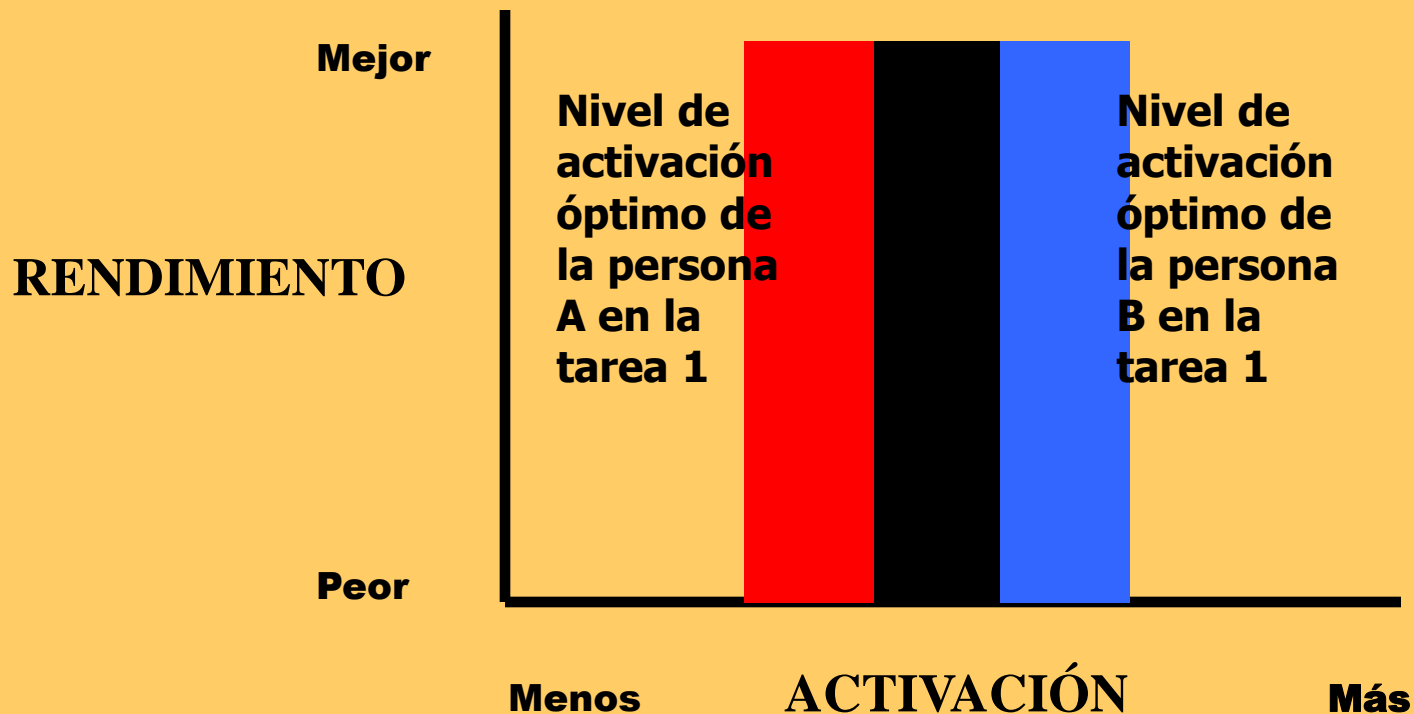 Mejor
Nivel de
activación
óptimo de
la persona
A en la
tarea 1
Nivel de
activación
óptimo de
la persona
B en la
tarea 1
RENDIMIENTO
Peor
Menos
ACTIVACIÓN
Más